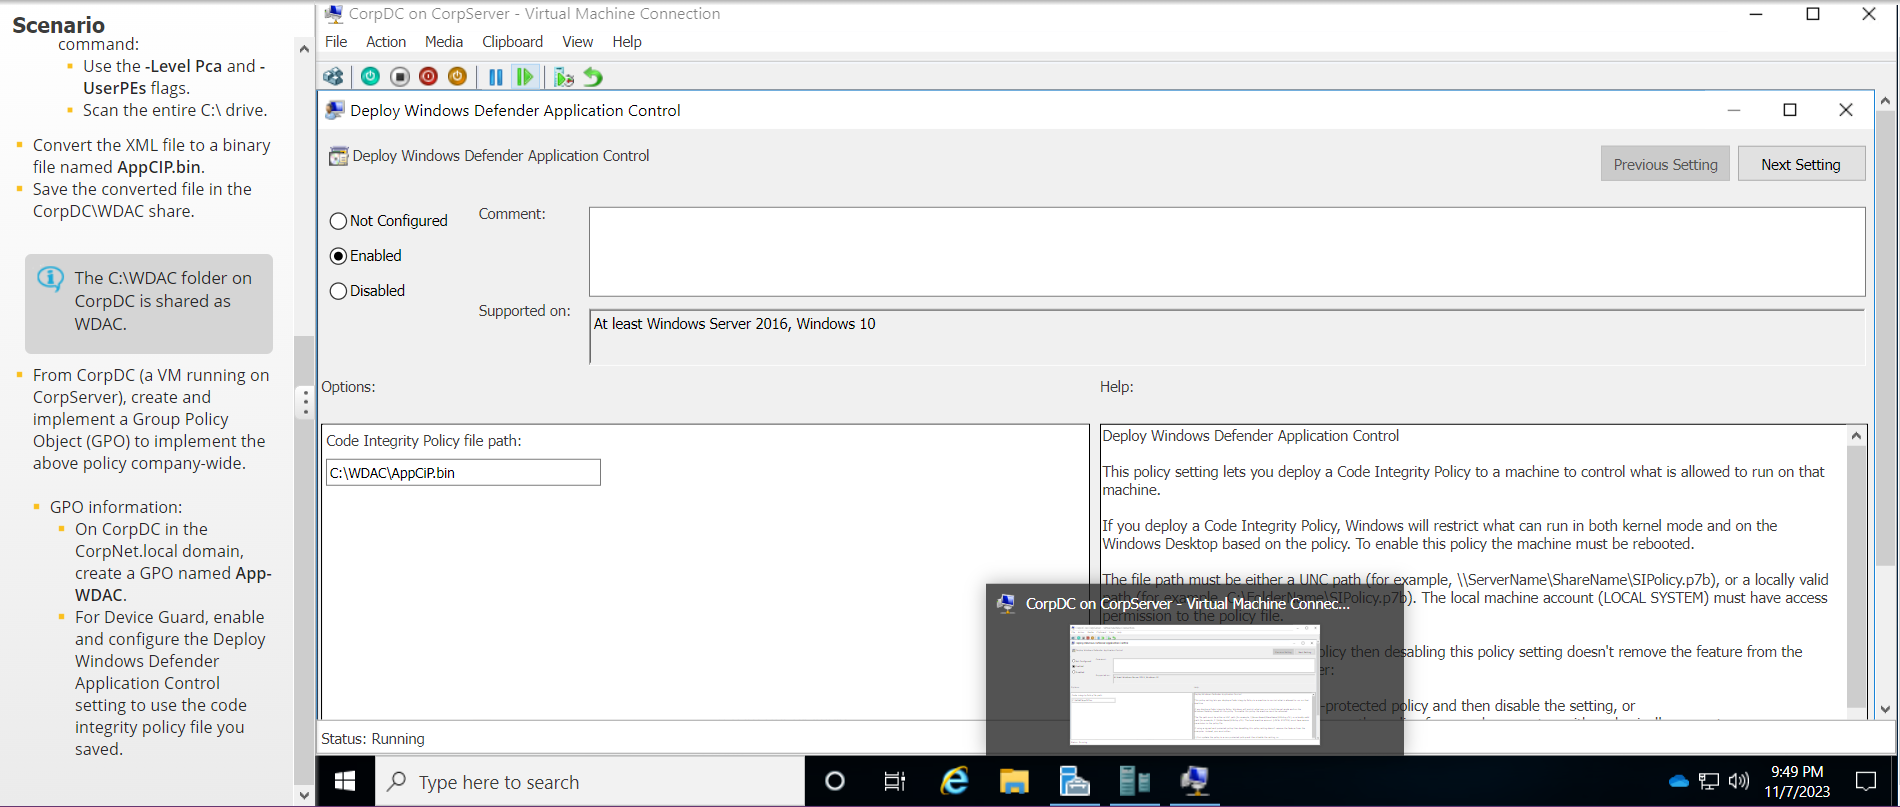 Scenario
command:
Use the -Level Pca and -
UserPEs flags.
Scan the entire C:\ drive.
Convert the XML file to a binary
file named AppCIP.bin.
Save the converted file in the
CorpDC\WDAC share.
The C:\WDAC folder on
CorpDC is shared as
WDAC.
From CorpDC (a VM running on
CorpServer), create and
implement a Group Policy
Object (GPO) to implement the
above policy company-wide.
GPO information:
On CorpDC in the
CorpNet.local domain,
create a GPO named App-
WDAC.
For Device Guard, enable
and configure the Deploy
Windows Defender
Application Control
setting to use the code
integrity policy file you
saved.
CorpDC on CorpServer - Virtual Machine Connection
File Action Media Clipboard View Help
Deploy Windows Defender Application Control
Deploy Windows Defender Application Control
Previous Setting
Next Setting
Not Configured
Enabled
Disabled
Comment:
Supported on:
At least Windows Server 2016, Windows 10
Options:
Help:
Code Integrity Policy file path:
C:\WDAC\AppCiP.bin
Deploy Windows Defender Application Control
This policy setting lets you deploy a Code Integrity Policy to a machine to control what is allowed to run on that
machine.
If you deploy a Code Integrity Policy, Windows will restrict what can run in both kernel mode and on the
Windows Desktop based on the policy. To enable this policy the machine must be rebooted.
The file path must be either a UNC path (for example, \\ServerName\ShareName\SIPolicy.p7b), or a locally valid
path (for example, C:\FolderName\SIPolicy.p7b). The local machine account (LOCAL SYSTEM) must have access
permission to the policy file.
licy then desabling this policy setting doesn't remove the feature from the
-protected policy and then disable the setting, or
CorpDC on CorpServer - Virtual Machine Connec...
Status: Running
Type here to search
9:49 PM
11/7/2023